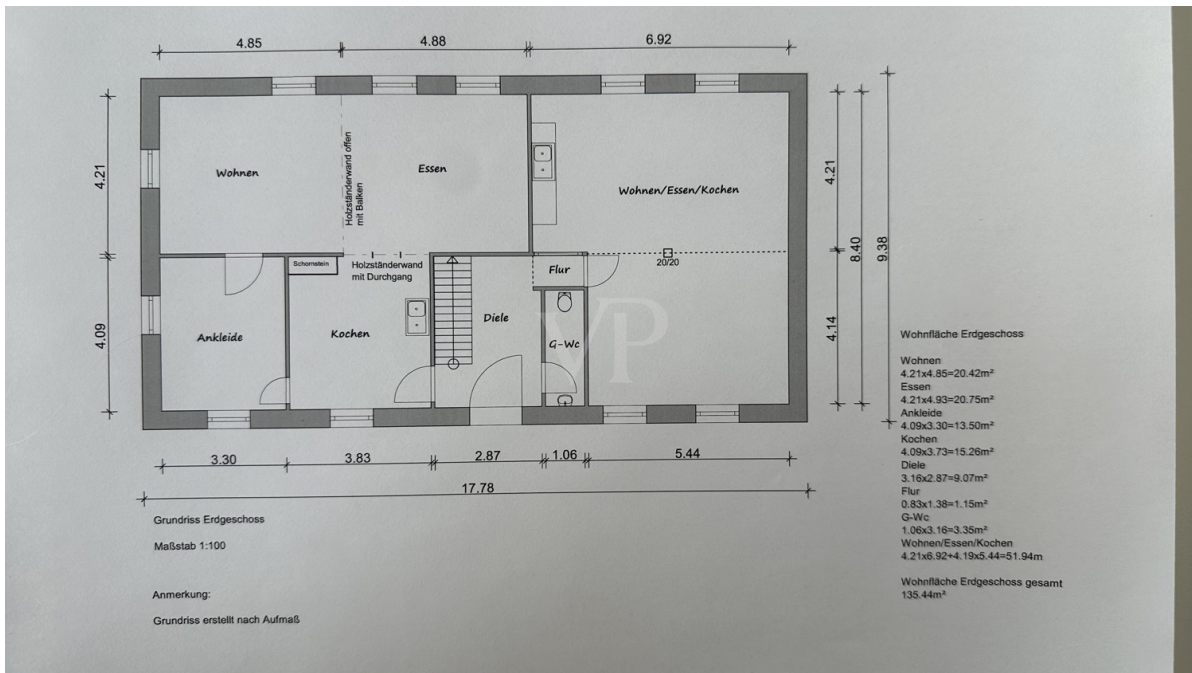 4.85
4.88
6.92
4.21
4.09
Wohnen
Holzständerwand offen
mit Balken
Essen
Wohnen/Essen/Kochen
4.21
8.40
9.38
4.14
Schornstein
Holzständerwand
mit Durchgang
Flur
20/20
Ankleide
Kochen
Diele
G-Wc
VP
3.30
3.83
2.87
1.06
5.44
17.78
Grundriss Erdgeschoss
Maßstab 1:100
Anmerkung:
Grundriss erstellt nach Aufmaß
Wohnfläche Erdgeschoss
Wohnen
4.21x4.85=20.42m²
Essen
4.21x4.93=20.75m²
Ankleide
4.09x3.30=13.50m²
Kochen
4.09x3.73=15.26m²
Diele
3.16x2.87=9.07m²
Flur
0.83x1.38=1.15m²
G-Wc
1.06x3.16=3.35m²
Wohnen/Essen/Kochen
4.21x6.92+4.19x5.44=51.94m
Wohnfläche Erdgeschoss gesamt
135.44m²